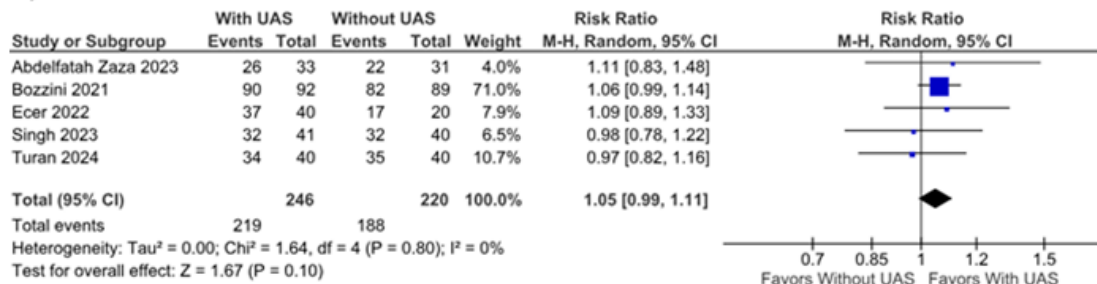 With UAS Without UAS Risk Ratio Risk Ratio
Study or Subgroup Events Total Events Total Weight M-H, Random, 95% CI M-H, Random, 95% CI
Abdelfatah Zaza 2023 26 33 22 31 4.0% 1.11 [0.83, 1.48]
Bozzini 2021 90 92 82 89 71.0% 1.06 [0.99, 1.14]
Ecer 2022 37 40 17 20 7.9% 1.09 [0.89, 1.33]
Singh 2023 32 41 32 40 6.5% 0.98 [0.78, 1.22]
Turan 2024 34 40 35 40 10.7% 0.97 [0.82, 1.16]
Total (95% CI) 246 220 100.0% 1.05 [0.99, 1.11]
Total events 219 188
Heterogeneity: Tau² = 0.00; Chi² = 1.64, df = 4 (P = 0.80); I² = 0%
Test for overall effect: Z = 1.67 (P = 0.10)
0.7 0.85 1 1.2 1.5
Favors Without UAS Favors With UAS